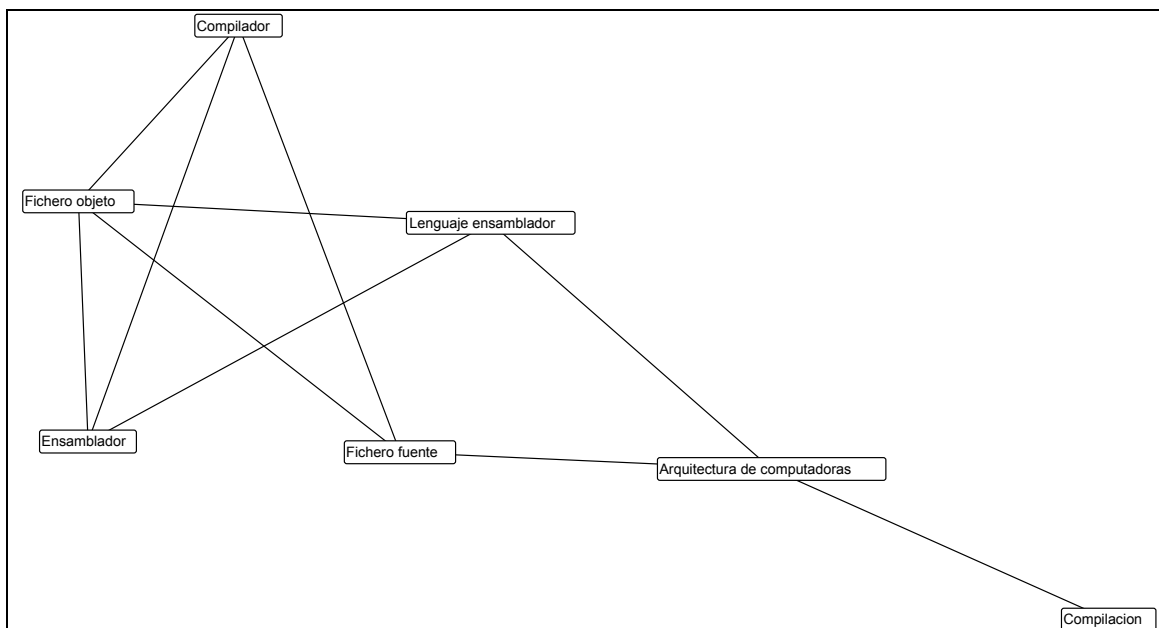 Compilador
Fichero objeto
Lenguaje ensamblador
Ensamblador
Fichero fuente
Arquitectura de computadoras
Compilacion